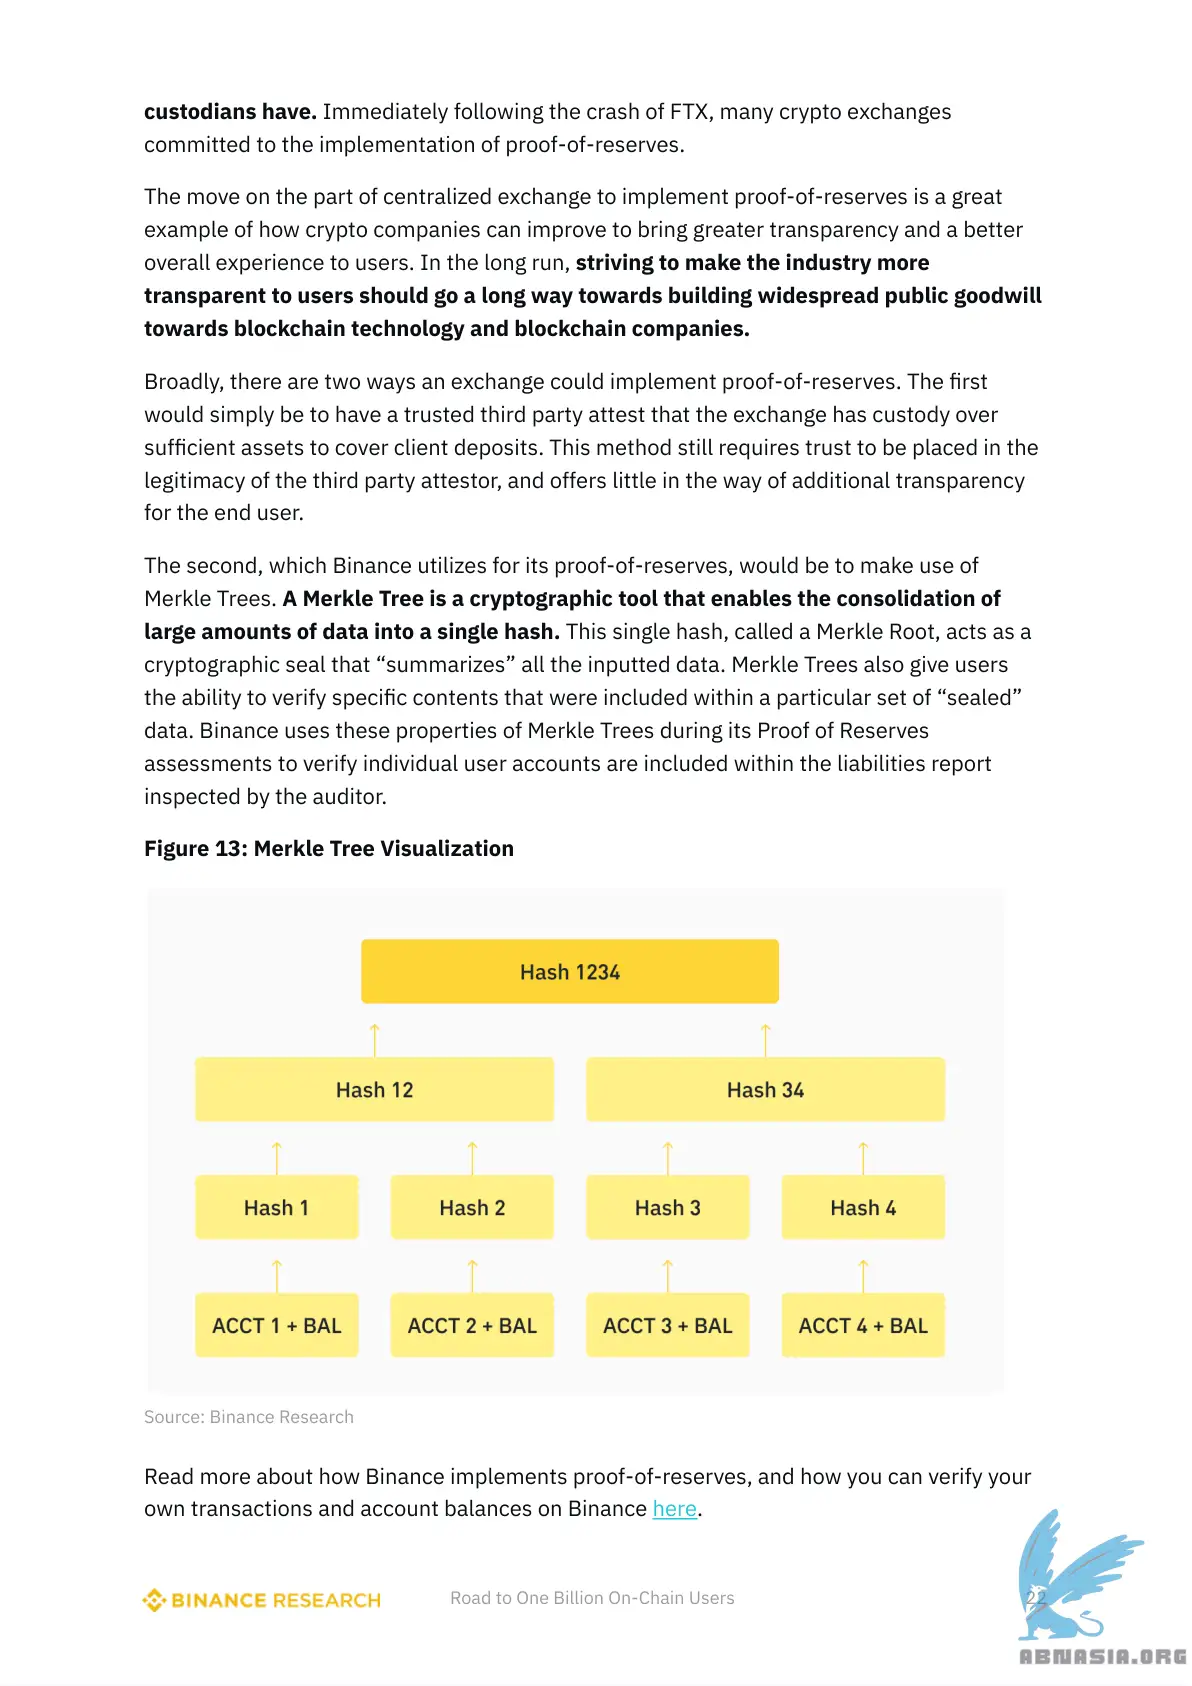 custodians have. Immediately following the crash of FTX, many crypto exchanges
committed to the implementation of proof-of-reserves.
The move on the part of centralized exchange to implement proof-of-reserves is a great
example of how crypto companies can improve to bring greater transparency and a better
overall experience to users. In the long run, striving to make the industry more
transparent to users should go a long way towards building widespread public goodwill
towards blockchain technology and blockchain companies.
Broadly, there are two ways an exchange could implement proof-of-reserves. The first
would simply be to have a trusted third party attest that the exchange has custody over
sufficient assets to cover client deposits. This method still requires trust to be placed in the
legitimacy of the third party attestor, and offers little in the way of additional transparency
for the end user.
The second, which Binance utilizes for its proof-of-reserves, would be to make use of
Merkle Trees. A Merkle Tree is a cryptographic tool that enables the consolidation of
large amounts of data into a single hash. This single hash, called a Merkle Root, acts as a
cryptographic seal that “summarizes” all the inputted data. Merkle Trees also give users
the ability to verify specific contents that were included within a particular set of “sealed”
data. Binance uses these properties of Merkle Trees during its Proof of Reserves
assessments to verify individual user accounts are included within the liabilities report
inspected by the auditor.
Figure 13: Merkle Tree Visualization
Hash 1234
Hash 12 Hash 34
Hash 1 Hash 2 Hash 3 Hash 4
ACCT 1 + BAL ACCT 2 + BAL ACCT 3 + BAL ACCT 4 + BAL
Source: Binance Research
Read more about how Binance implements proof-of-reserves, and how you can verify your
own transactions and account balances on Binance here.
BINANCE RESEARCH Road to One Billion On-Chain Users 22
ABNASIA.ORG